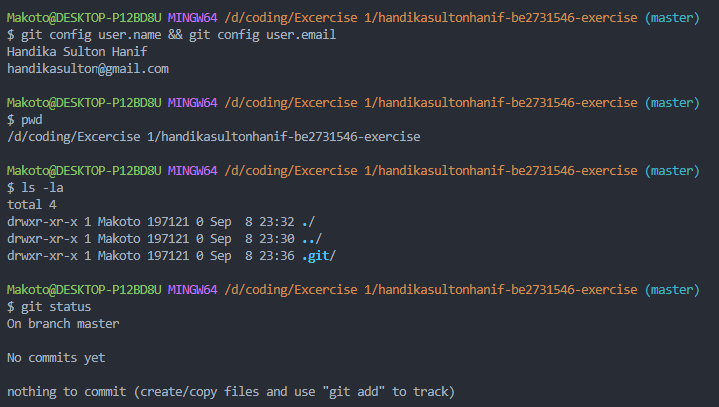 Makoto@DESKTOP-P12BD8U MINGW64 /d/coding/Excercise 1/handikasultonhanif-be2731546-exercise (master)
$ git config user.name && git config user.email
Handika Sulton Hanif
handikasulton@gmail.com
Makoto@DESKTOP-P12BD8U MINGW64 /d/coding/Excercise 1/handikasultonhanif-be2731546-exercise (master)
$ pwd
/d/coding/Excercise 1/handikasultonhanif-be2731546-exercise
Makoto@DESKTOP-P12BD8U MINGW64 /d/coding/Excercise 1/handikasultonhanif-be2731546-exercise (master)
$ ls -la
total 4
drwxr-xr-x 1 Makoto 197121 0 Sep  8 23:32 ./
drwxr-xr-x 1 Makoto 197121 0 Sep  8 23:30 ../
drwxr-xr-x 1 Makoto 197121 0 Sep  8 23:36 .git/
Makoto@DESKTOP-P12BD8U MINGW64 /d/coding/Excercise 1/handikasultonhanif-be2731546-exercise (master)
$ git status
On branch master
No commits yet
nothing to commit (create/copy files and use "git add" to track)